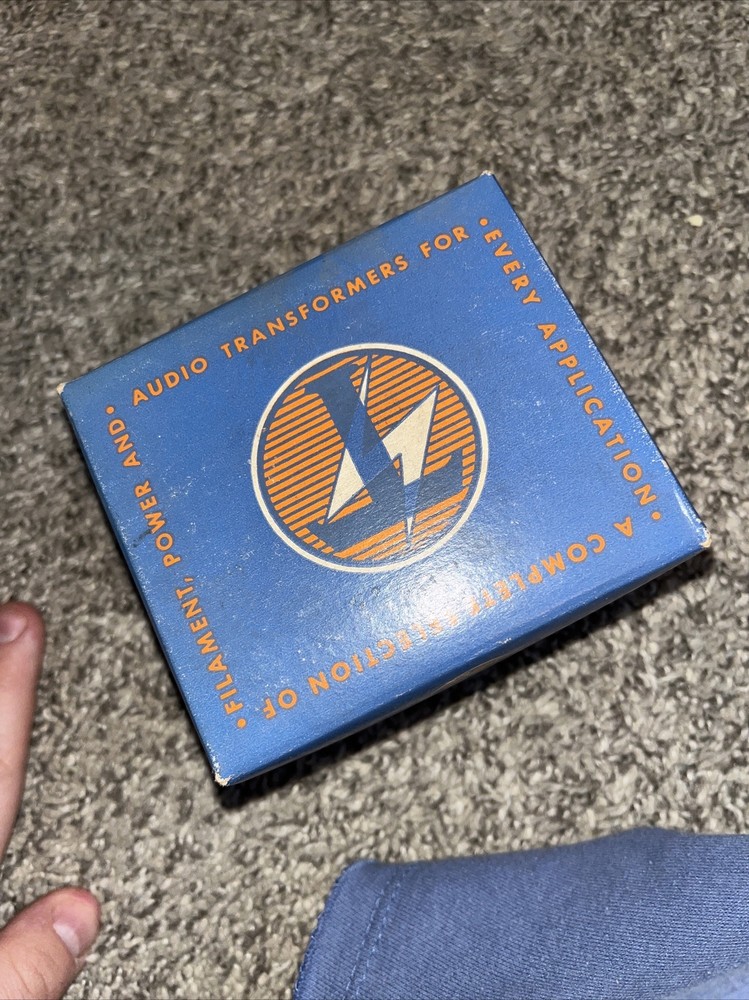 • A COMPLETE SELECTION OF
• FILAMENT, POWER AND
• AUDIO TRANSFORMERS FOR
• EVERY APPLICATION
L